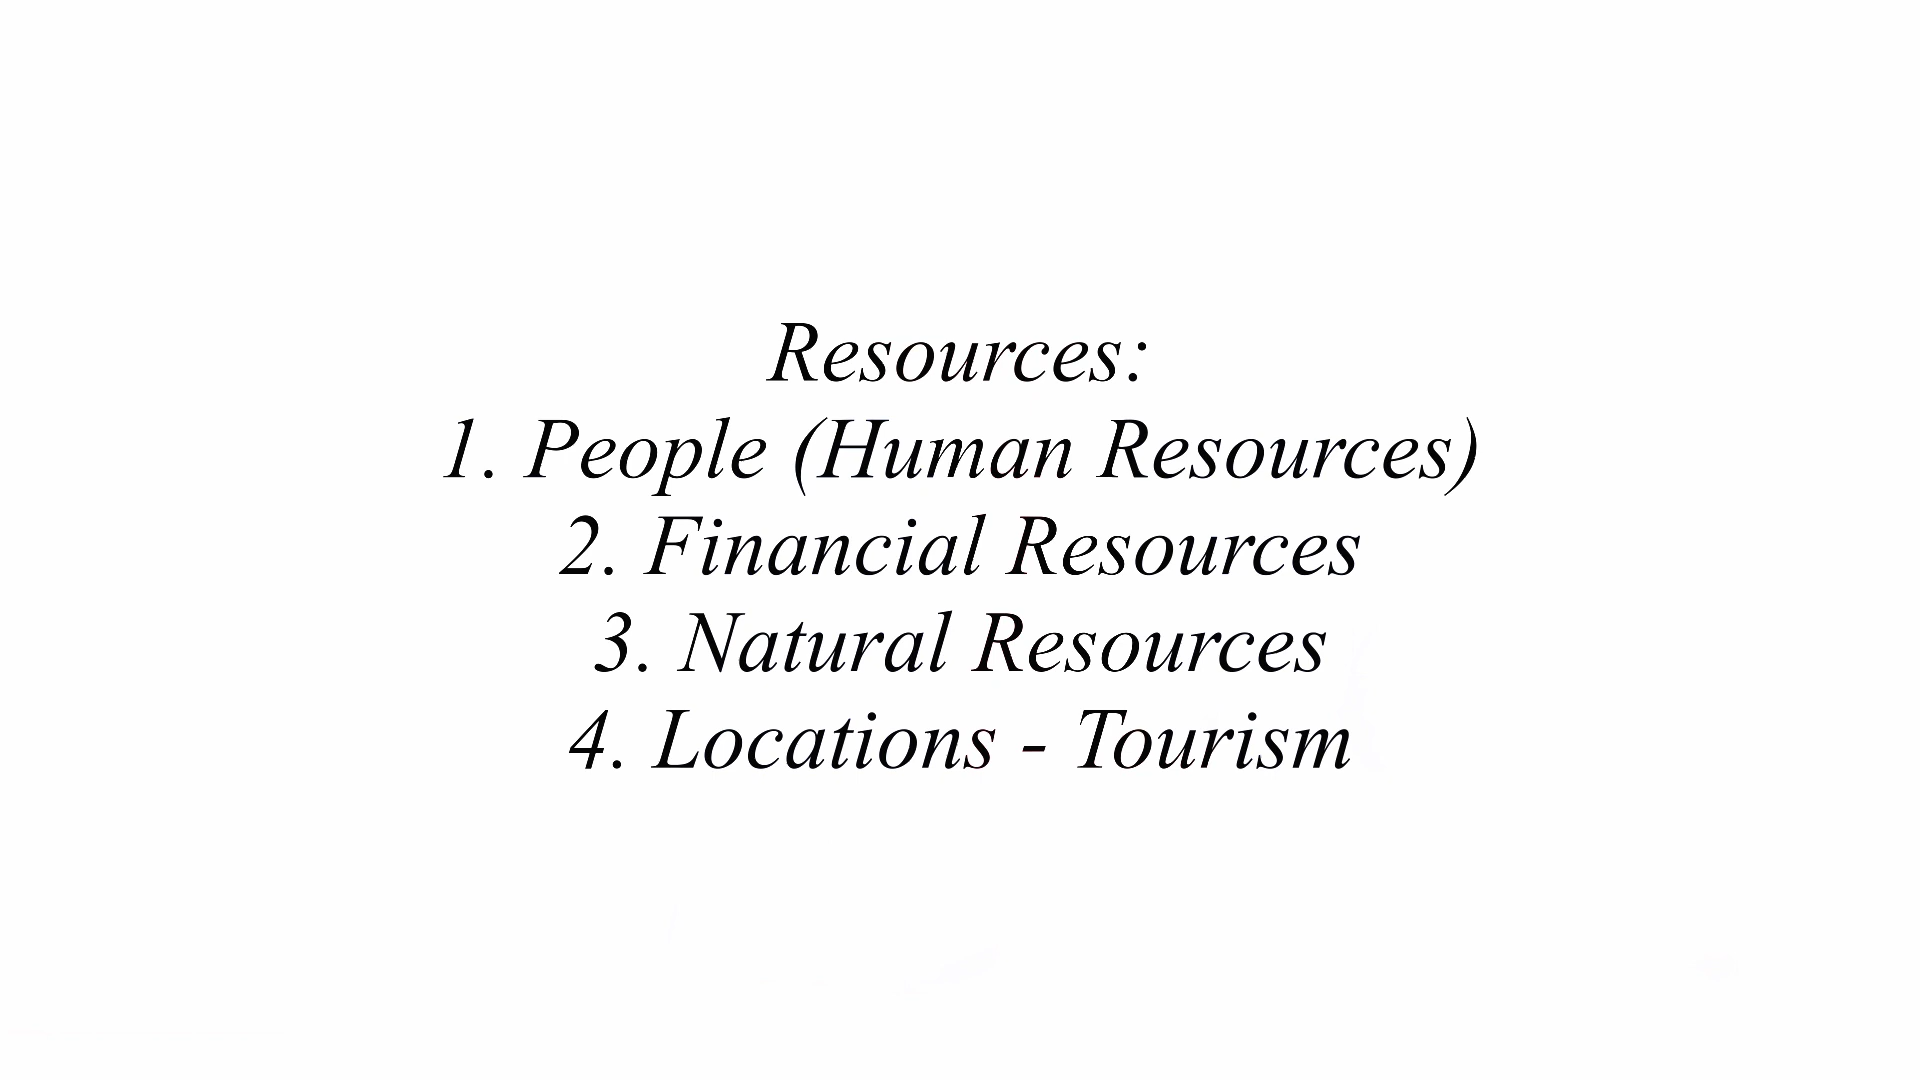 Resources:
1. People (Human Resources)
2. Financial Resources
3. Natural Resources
4. Locations - Tourism